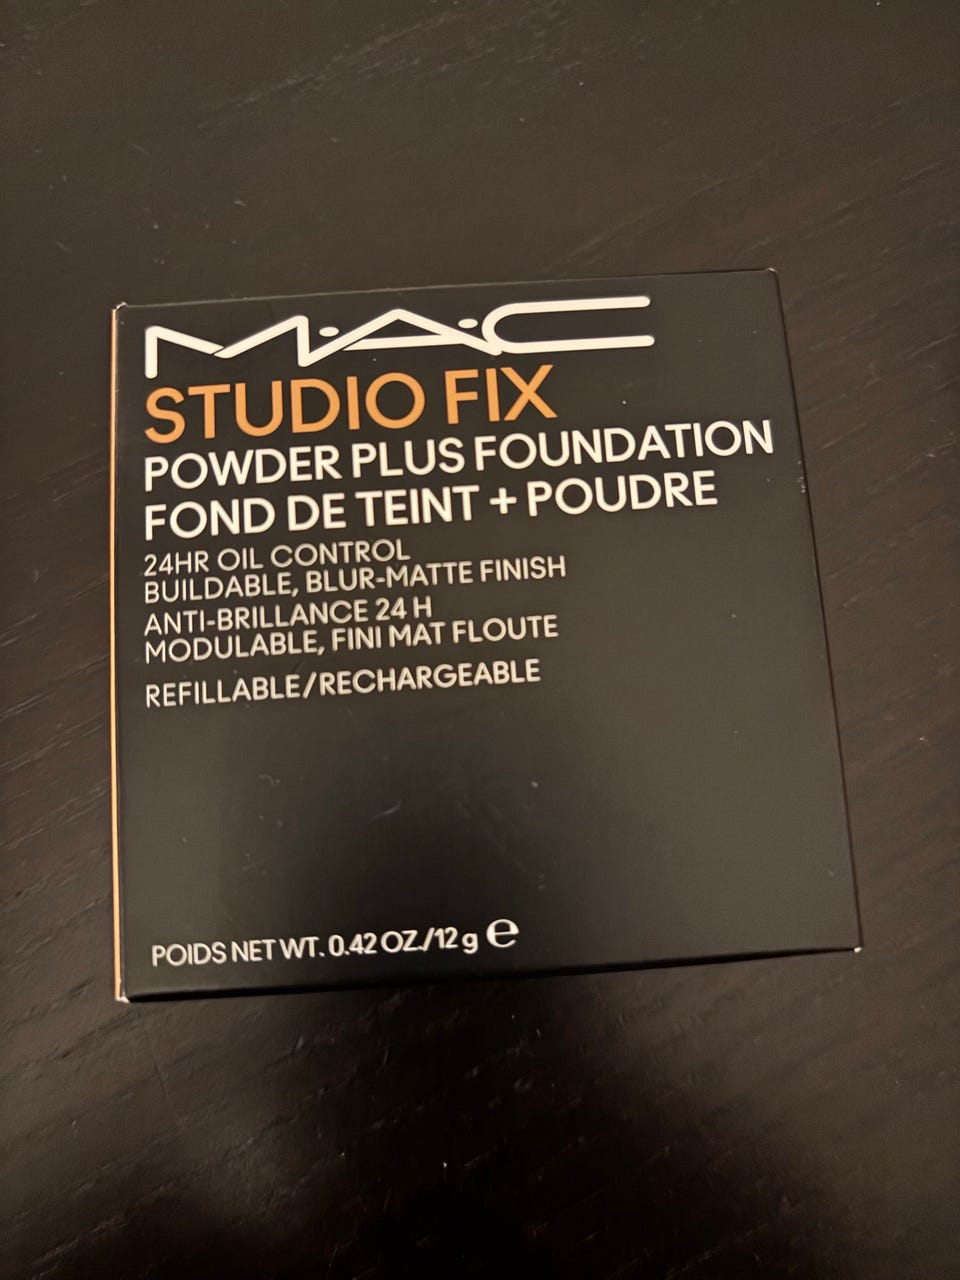 M·A·C
STUDIO FIX
POWDER PLUS FOUNDATION
FOND DE TEINT + POUDRE
24HR OIL CONTROL
BUILDABLE, BLUR-MATTE FINISH
ANTI-BRILLANCE 24 H
MODULABLE, FINI MAT FLOUTE
REFILLABLE/RECHARGEABLE
POIDS NET WT. 0.42 OZ./12 g ℮